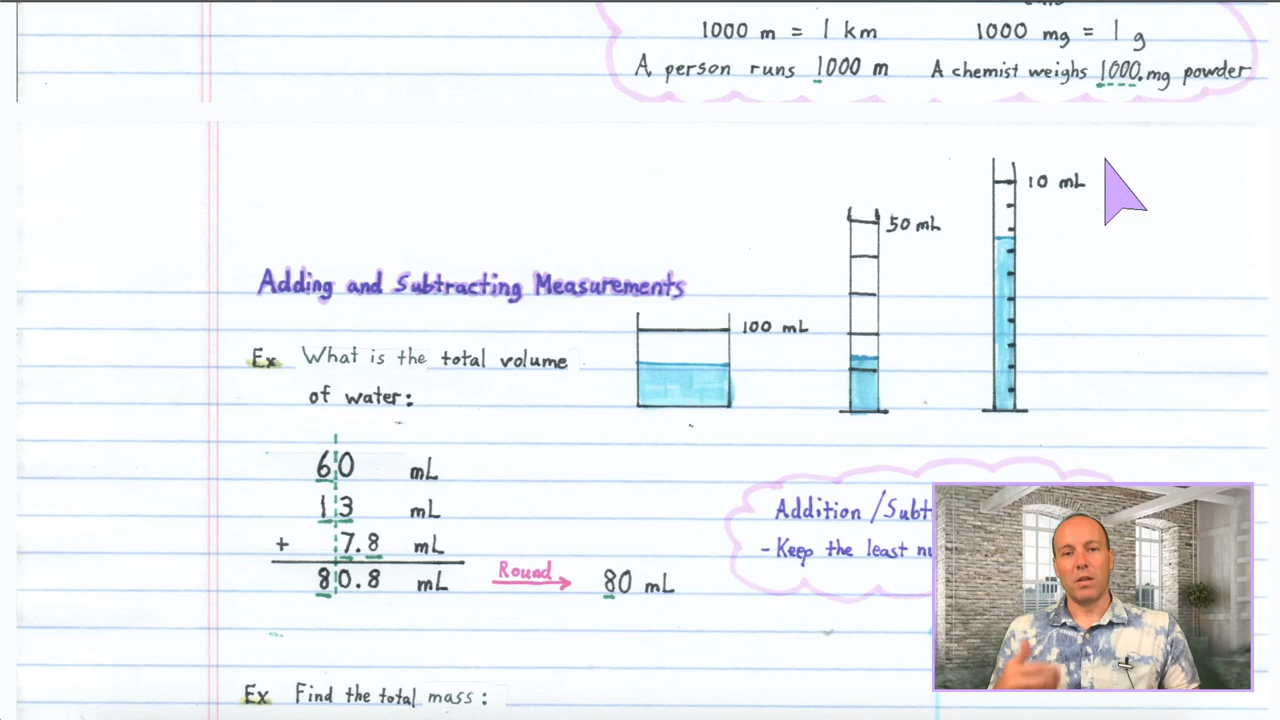 1000 m = 1 km
1000 mg = 1 g
A person runs 1000 m
A chemist weighs 1000. mg powder
10 mL
50 mL
Adding and Subtracting Measurements
100 mL
Ex What is the total volume
of water:
60 mL
13 mL
+ 7.8 mL
80.8 mL Round 80 mL
Addition /Subt
- Keep the least
Ex Find the total mass: